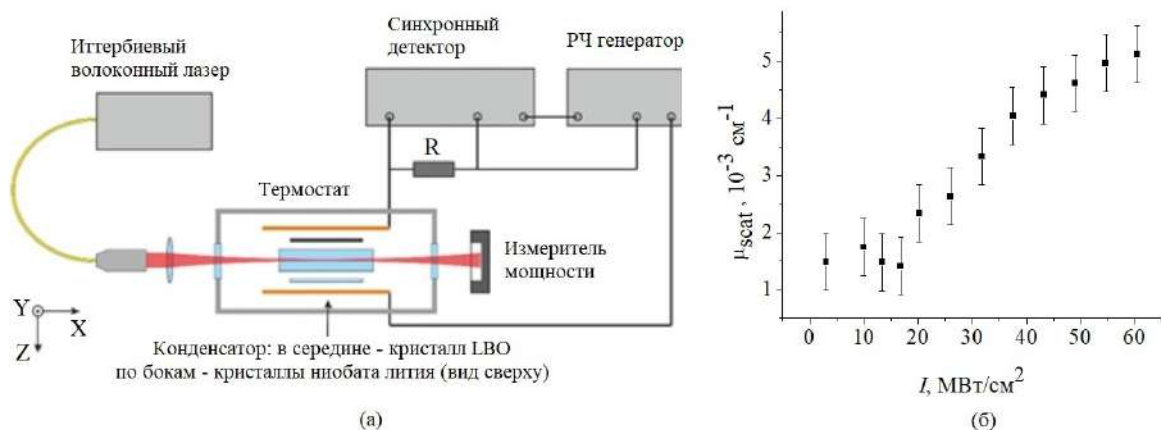 Иттербиевый
волоконный лазер
Синхронный
детектор
РЧ генератор
R
Термостат
Измеритель
мощности
Y
X
Z
Конденсатор: в середине - кристалл LBO
по бокам - кристаллы ниобата лития (вид сверху)
(а)
μscat , 10⁻³ см⁻¹
5
4
3
2
1
0 10 20 30 40 50 60
I, МВт/см²
(б)